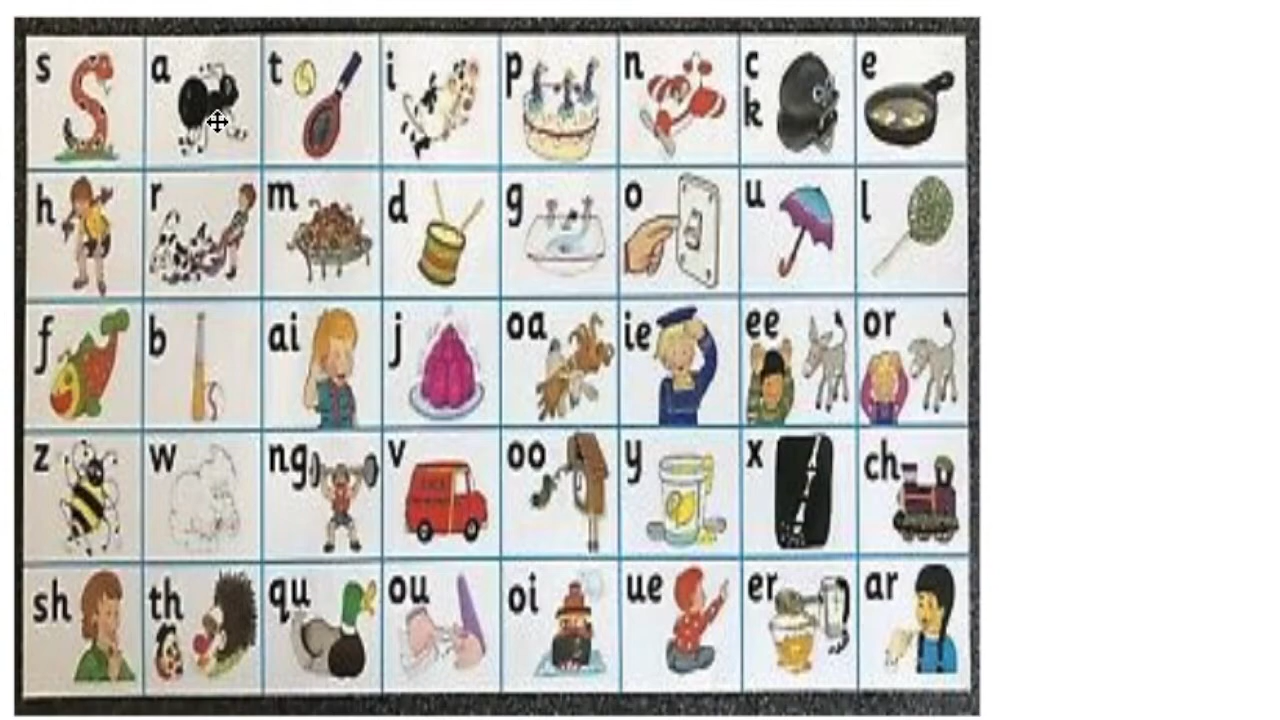 s a t i p n c k e
h r m d g o u l
f b ai j oa ie ee or
z w ng v oo y x ch
sh th qu ou oi ue er ar